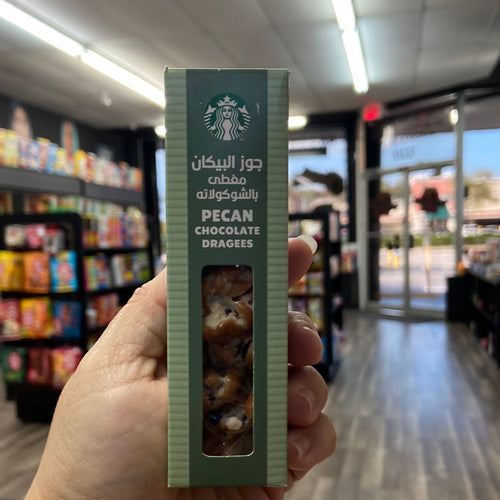 جوز البيكان
مغطى
بالشوكولاته
PECAN
CHOCOLATE
DRAGEES